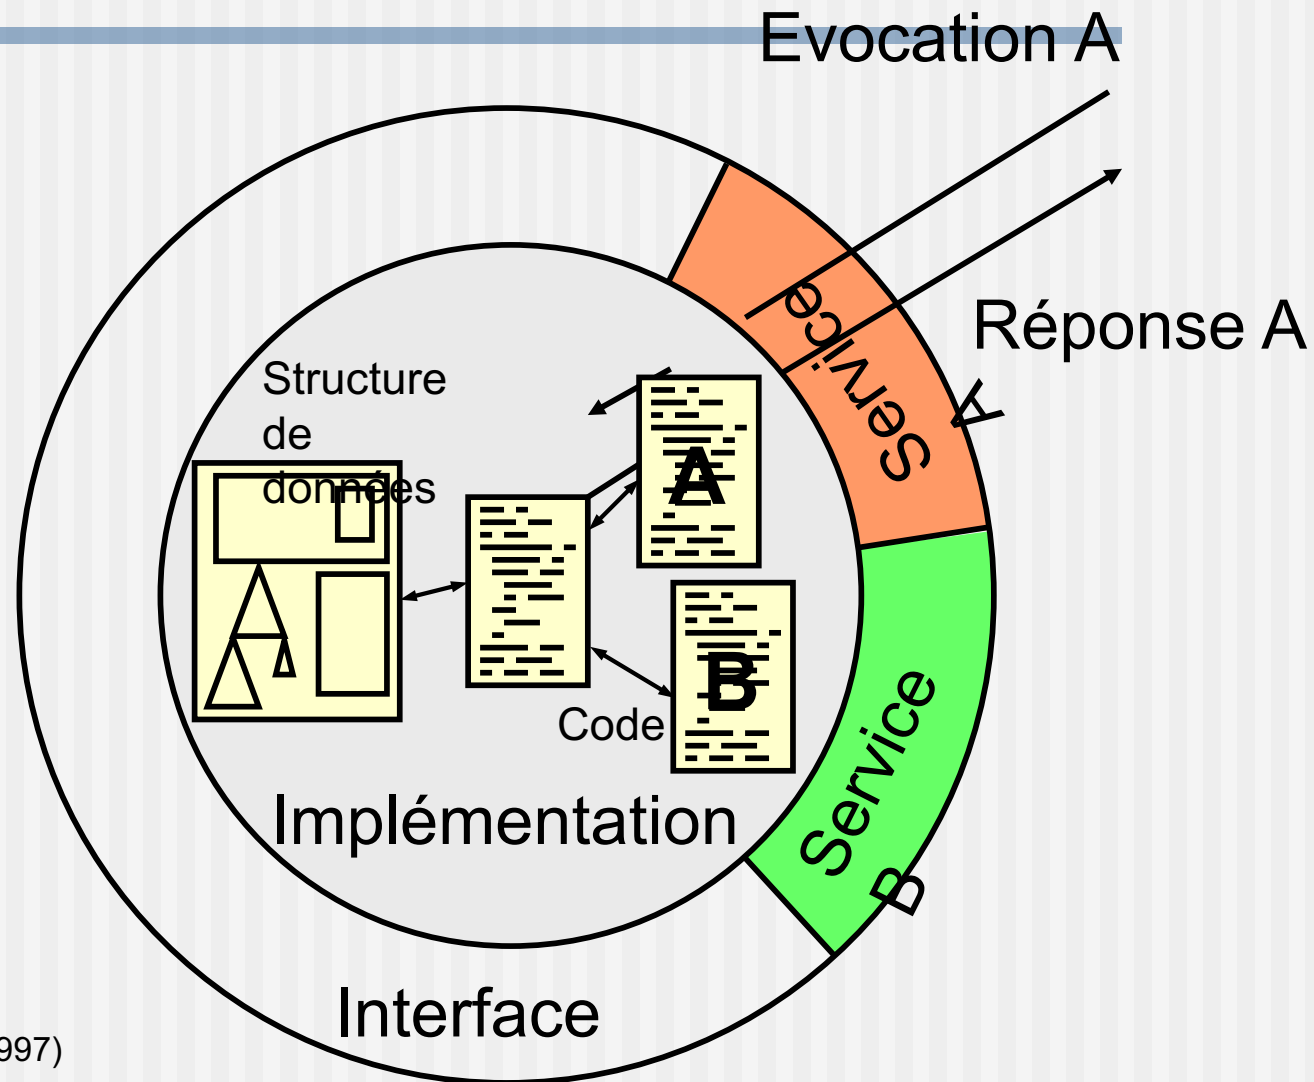 Evocation A
Service
A
Réponse A
Structure
de
données
A
B
Code
Service
B
Implémentation
Interface
997)